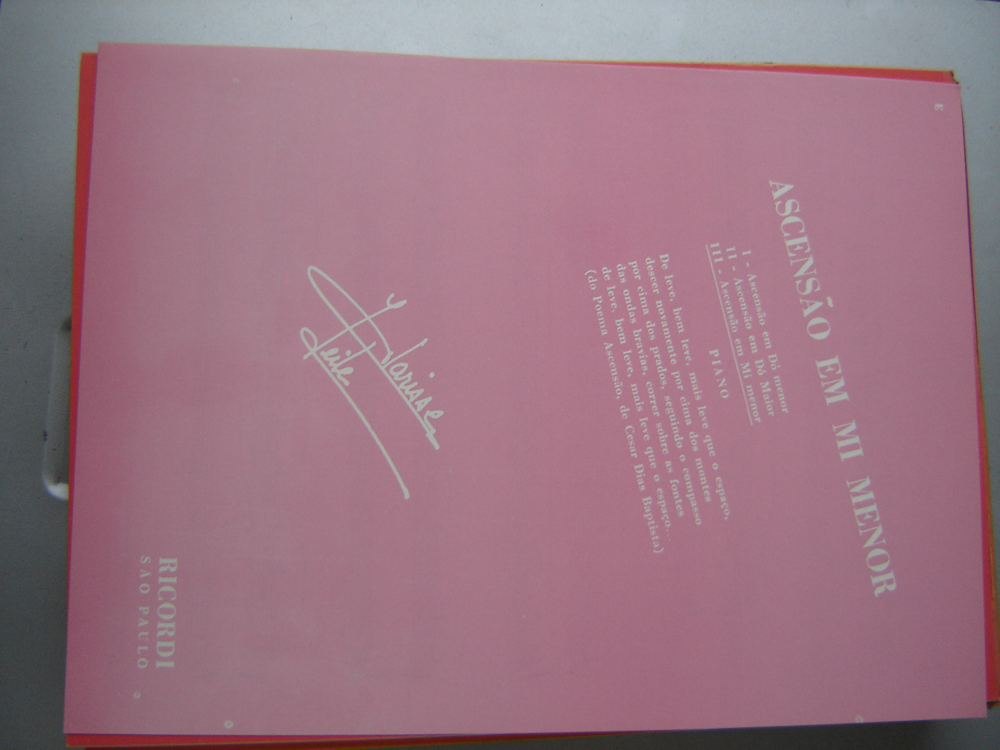 ASCENSÃO EM MI MENOR
I - Ascensão em Dó menor
II - Ascensão em Dó Maior
III - Ascensão em Mi menor
PIANO
De leve, bem leve, mais leve que o espaço,
descer novamente por cima dos montes
por cima dos prados, seguindo o compasso
das ondas bravias, correr sobre as fontes
de leve, bem leve, mais leve que o espaço...
(do Poema Ascensão, de Cesar Dias Baptista)
Clarisse
Leite
RICORDI
SÃO PAULO